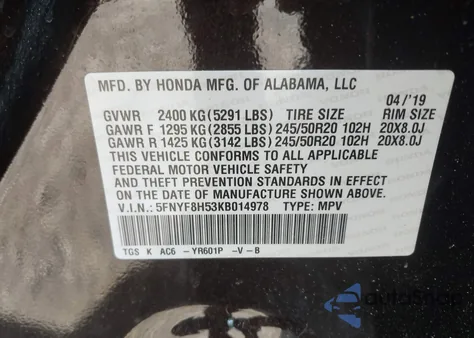 MFD. BY HONDA MFG. OF ALABAMA, LLC
04/'19
GVWR 2400 KG(5291 LBS) TIRE SIZE RIM SIZE
GAWR F 1295 KG(2855 LBS) 245/50R20 102H 20X8.0J
GAWR R 1425 KG(3142 LBS) 245/50R20 102H 20X8.0J
THIS VEHICLE CONFORMS TO ALL APPLICABLE
FEDERAL MOTOR VEHICLE SAFETY
AND THEFT PREVENTION STANDARDS IN EFFECT
ON THE DATE OF MANUFACTURE SHOWN ABOVE.
V.I.N.: 5FNYF8H53KB014978 TYPE: MPV
TGS K AC6 -YR601P -V-B